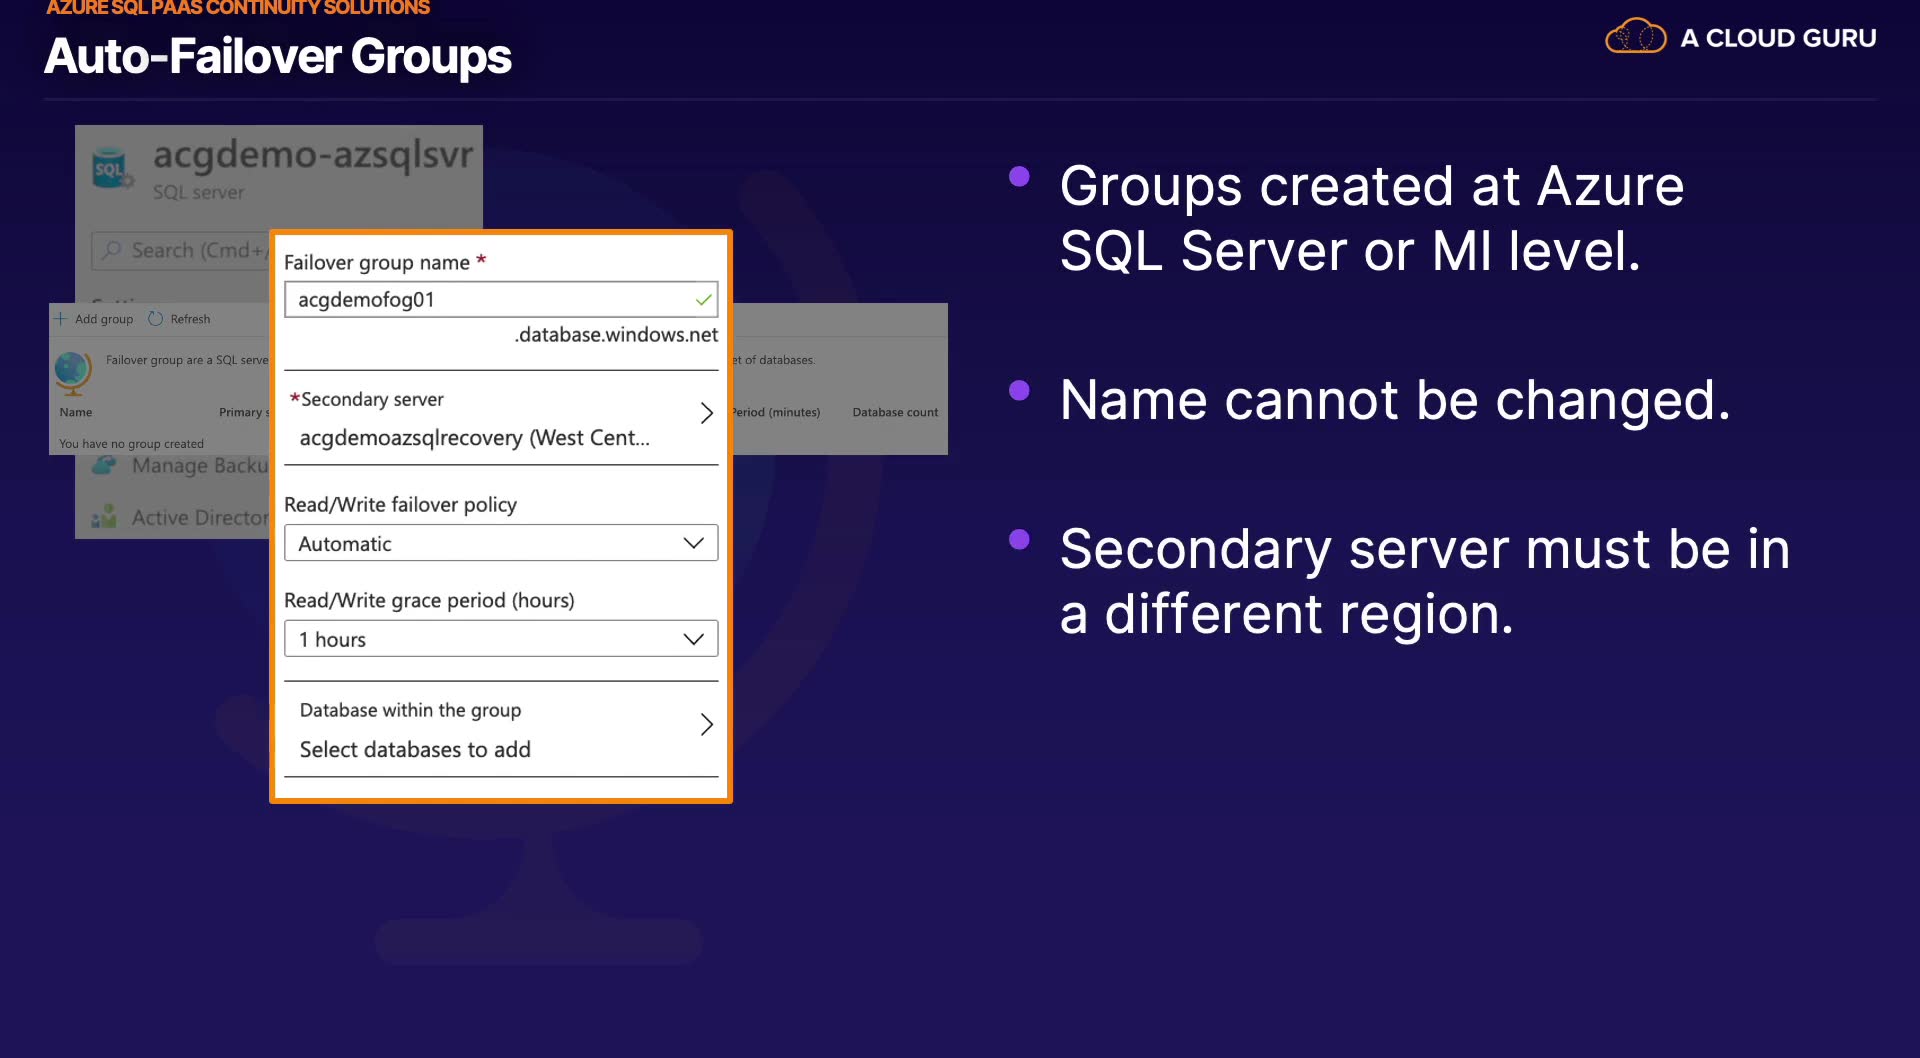 AZURE SQL PAAS CONTINUITY SOLUTIONS
Auto-Failover Groups
A CLOUD GURU
acgdemo-azsqlsvr
SQL
SQL server
Search (Cmd+/
Add group
Refresh
Failover group are a SQL serve
et of databases.
Name
Primary s
Period (minutes)
Database count
You have no group created
Manage Backu
Active Director
Failover group name *
acgdemofog01
.database.windows.net
*Secondary server
acgdemoazsqlrecovery (West Cent...
Read/Write failover policy
Automatic
Read/Write grace period (hours)
1 hours
Database within the group
Select databases to add
Groups created at Azure
SQL Server or MI level.
Name cannot be changed.
Secondary server must be in
a different region.